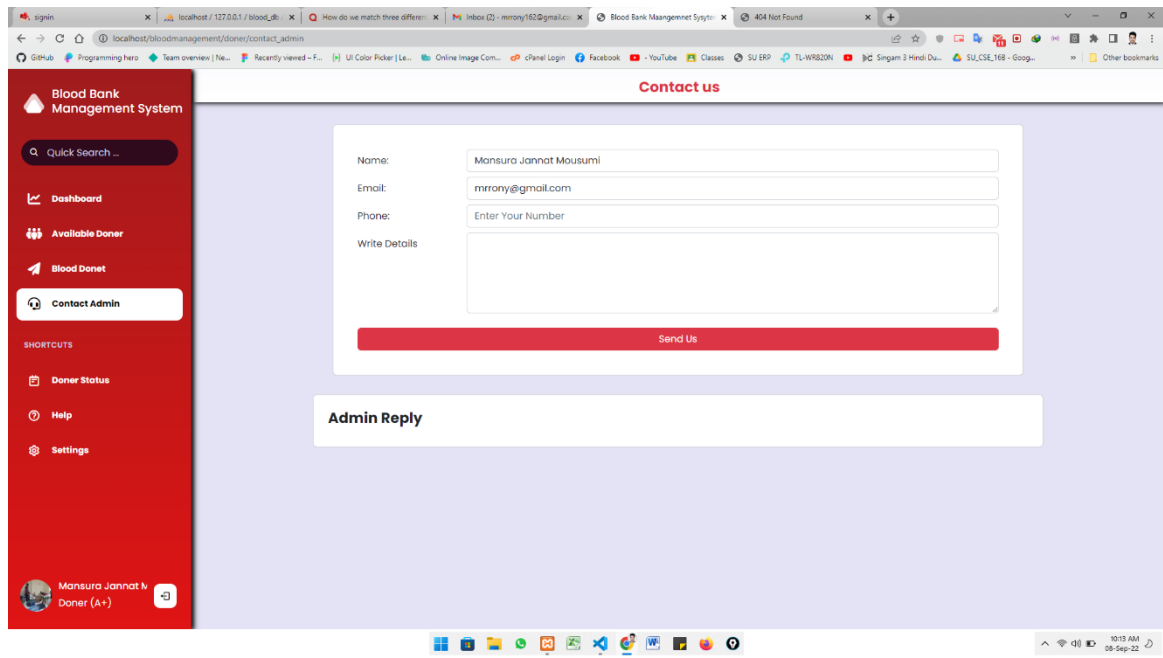 signin
localhost / 127.0.0.1 / blood_db
How do we match three different
Inbox (2) - mrrony162@gmail.co
Blood Bank Maangemnet Sysyte
404 Not Found
localhost/bloodmanagement/doner/contact_admin
GitHub
Programming hero
Team overview | Ne...
Recently viewed – F...
UI Color Picker | Le...
Online Image Com...
cPanel Login
Facebook
- YouTube
Classes
SU ERP
TL-WR820N
Singam 3 Hindi Du...
SU_CSE_168 - Goog...
»
Other bookmarks
Blood Bank
Management System
Contact us
Quick Search ...
Name:
Mansura Jannat Mousumi
Email:
mrrony@gmail.com
Phone:
Enter Your Number
Write Details
Send Us
Dashboard
Available Doner
Blood Donet
Contact Admin
SHORTCUTS
Doner Status
Help
Settings
Admin Reply
Mansura Jannat M
Doner (A+)
10:13 AM
08-Sep-22